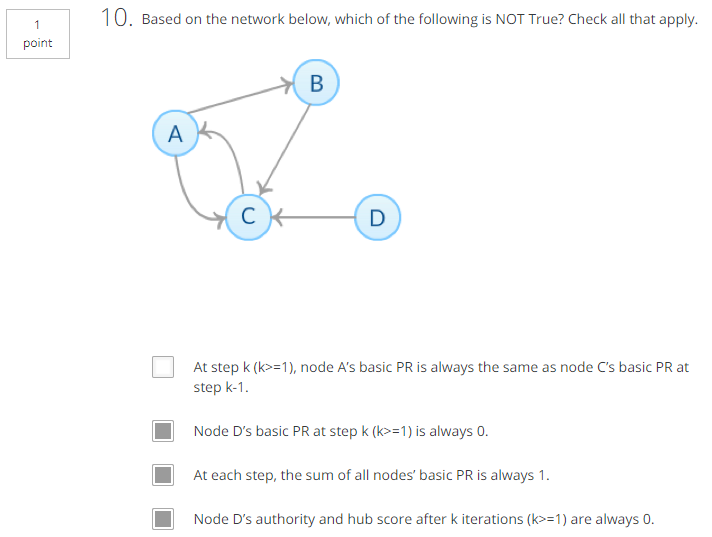 1
point
10. Based on the network below, which of the following is NOT True? Check all that apply.
B
A
C
D
At step k (k>=1), node A's basic PR is always the same as node C's basic PR at
step k-1.
Node D's basic PR at step k (k>=1) is always 0.
At each step, the sum of all nodes' basic PR is always 1.
Node D's authority and hub score after k iterations (k>=1) are always 0.